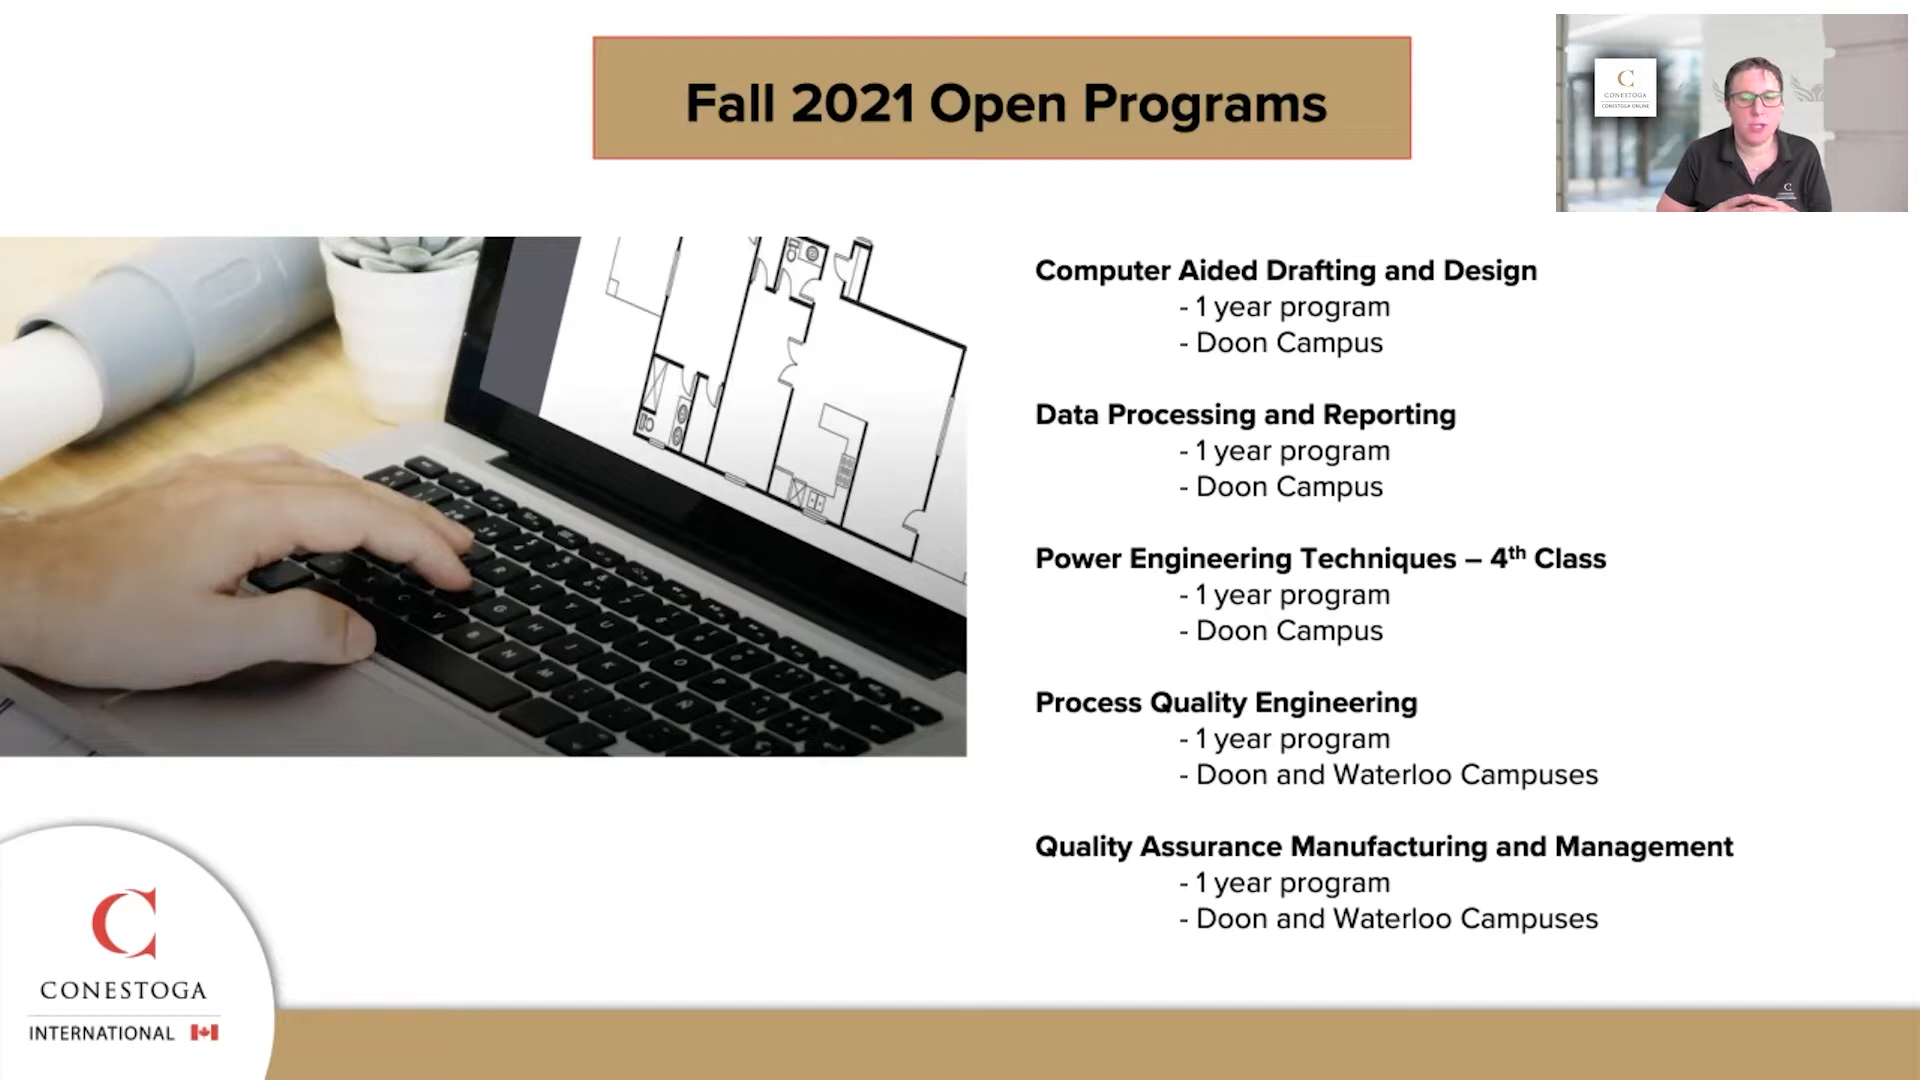 Fall 2021 Open Programs
C
CONESTOGA
CONESTOGA ONLINE
C
Computer Aided Drafting and Design
- 1 year program
- Doon Campus
Data Processing and Reporting
- 1 year program
- Doon Campus
Power Engineering Techniques – 4th Class
- 1 year program
- Doon Campus
Process Quality Engineering
- 1 year program
- Doon and Waterloo Campuses
Quality Assurance Manufacturing and Management
- 1 year program
- Doon and Waterloo Campuses
C
CONESTOGA
INTERNATIONAL